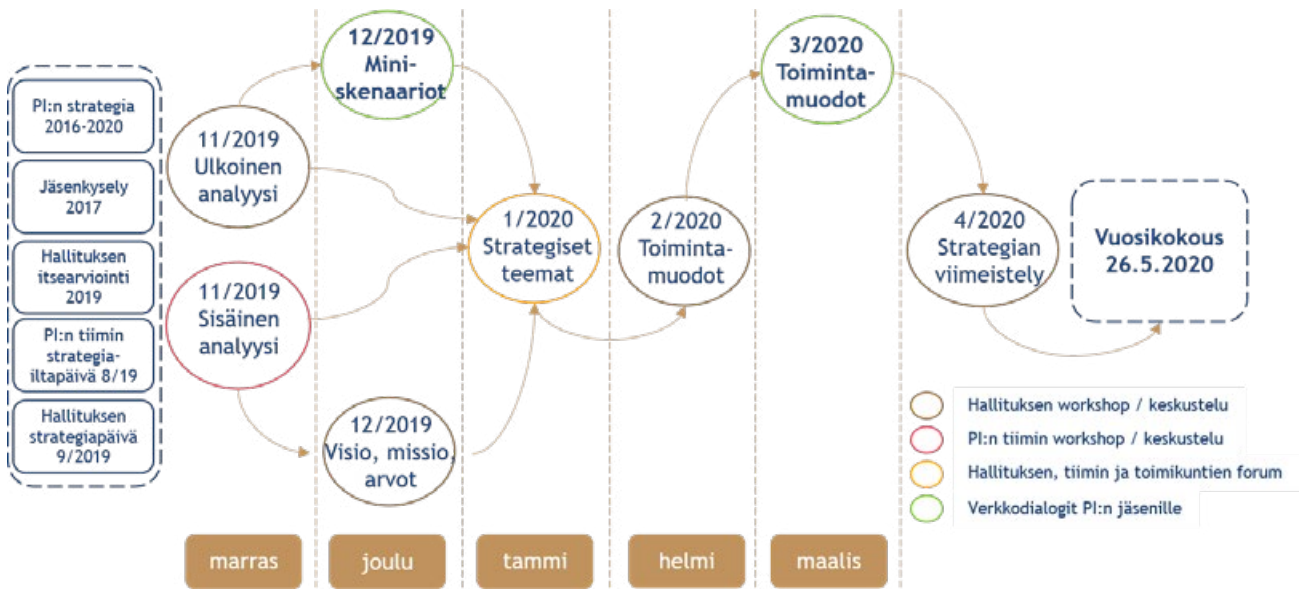 PI:n strategia
2016-2020
Jäsenkysely
2017
Hallituksen
itsearviointi
2019
PI:n tiimin
strategia-
iltapäivä 8/19
Hallituksen
strategiapäivä
9/2019
11/2019
Ulkoinen
analyysi
11/2019
Sisäinen
analyysi
12/2019
Mini-
skenaariot
12/2019
Visio, missio,
arvot
1/2020
Strategiset
teemat
2/2020
Toiminta-
muodot
3/2020
Toiminta-
muodot
4/2020
Strategian
viimeistely
Vuosikokous
26.5.2020
Hallituksen workshop / keskustelu
PI:n tiimin workshop / keskustelu
Hallituksen, tiimin ja toimikuntien forum
Verkkodialogit PI:n jäsenille
marras
joulu
tammi
helmi
maalis